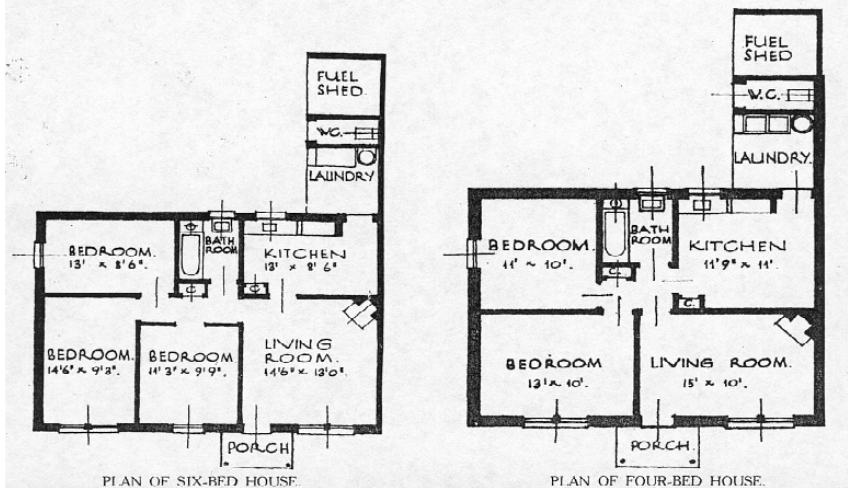 FUEL
SHED.
W.C.
LAUNDRY
BEDROOM.
13' × 8'6".
BATH
ROOM
KITCHEN
13' × 8'6"
C
C
BEDROOM.
14'6" × 9'3".
BEDROOM
11'3" × 9'9".
LIVING
ROOM.
14'6" × 13'0".
PORCH
PLAN OF SIX-BED HOUSE.
FUEL
SHED
W.C.
LAUNDRY.
BEDROOM.
11' × 10'.
BATH
ROOM
KITCHEN
11'9" × 11'.
C
C.
BEDROOM
13' × 10'.
LIVING ROOM.
15' × 10'.
PORCH.
PLAN OF FOUR-BED HOUSE.